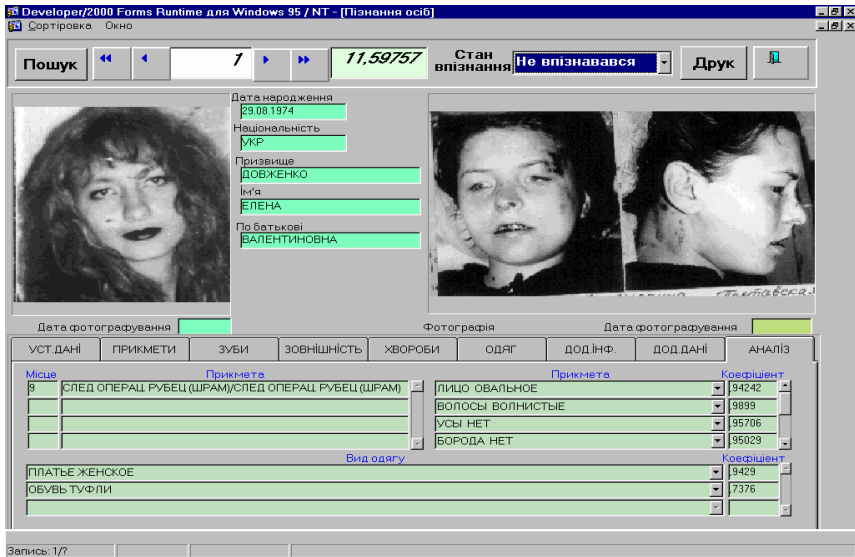 Developer/2000 Forms Runtime для Windows 95 / NT - [Пізнання осіб]
Сортіровка Окно
Пошук 1 11,59757 Стан впізнання Не впізнавався Друк
Дата народження
29.08.1974
Національність
УКР
Призвище
ДОВЖЕНКО
Ім'я
ЕЛЕНА
По батькові
ВАЛЕНТИНОВНА
Дата фотографування Фотографія Дата фотографування
УСТ.ДАНІ ПРИКМЕТИ ЗУБИ ЗОВНІШНІСТЬ ХВОРОБИ ОДЯГ ДОД.ІНФ. ДОД.ДАНІ АНАЛІЗ
Місце Прикмета Прикмета Коефіціент
9 СЛЕД ОПЕРАЦ. РУБЕЦ (ШРАМ)/СЛЕД ОПЕРАЦ. РУБЕЦ (ШРАМ) ЛИЦО ОВАЛЬНОЕ ,94242
ВОЛОСЫ ВОЛНИСТЫЕ ,9899
УСЫ НЕТ ,95706
БОРОДА НЕТ ,95029
Вид одягу Коефіціент
ПЛАТЬЕ ЖЕНСКОЕ ,9429
ОБУВЬ ТУФЛИ ,7376
Запись: 1/?